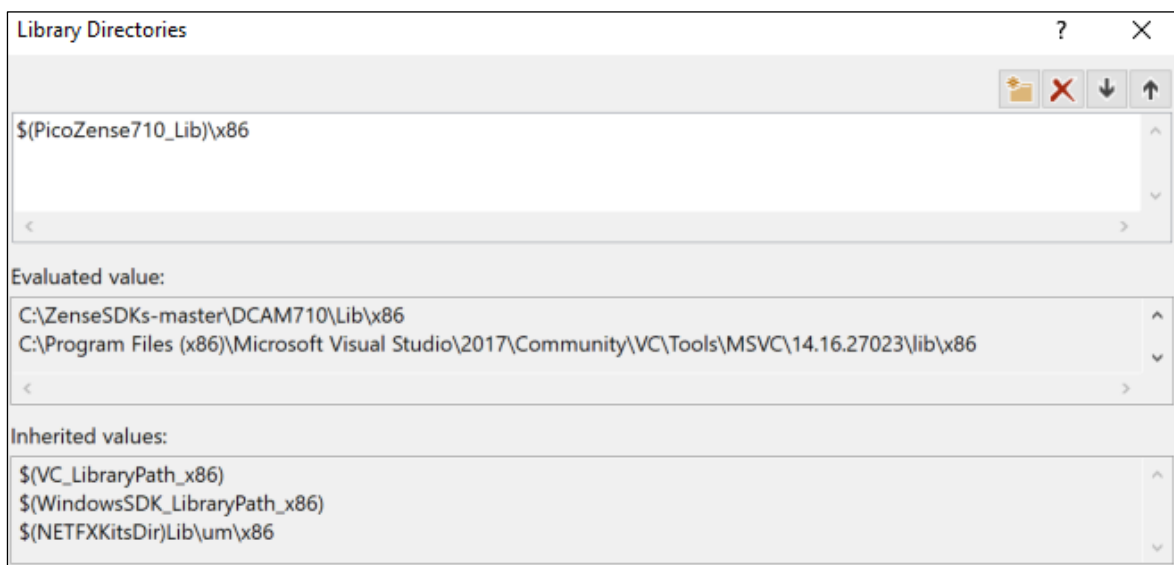 Library Directories
?
$(PicoZense710_Lib)\x86
Evaluated value:
C:\ZenseSDKs-master\DCAM710\Lib\x86
C:\Program Files (x86)\Microsoft Visual Studio\2017\Community\VC\Tools\MSVC\14.16.27023\lib\x86
Inherited values:
$(VC_LibraryPath_x86)
$(WindowsSDK_LibraryPath_x86)
$(NETFXKitsDir)Lib\um\x86